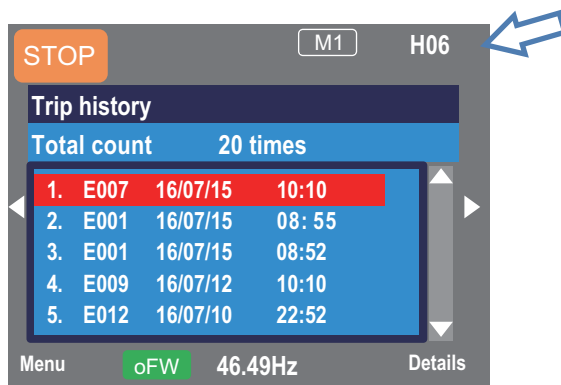 STOP M1 H06
Trip history
Total count 20 times
1. E007 16/07/15 10:10
2. E001 16/07/15 08: 55
3. E001 16/07/15 08:52
4. E009 16/07/12 10:10
5. E012 16/07/10 22:52
Menu oFW 46.49Hz Details